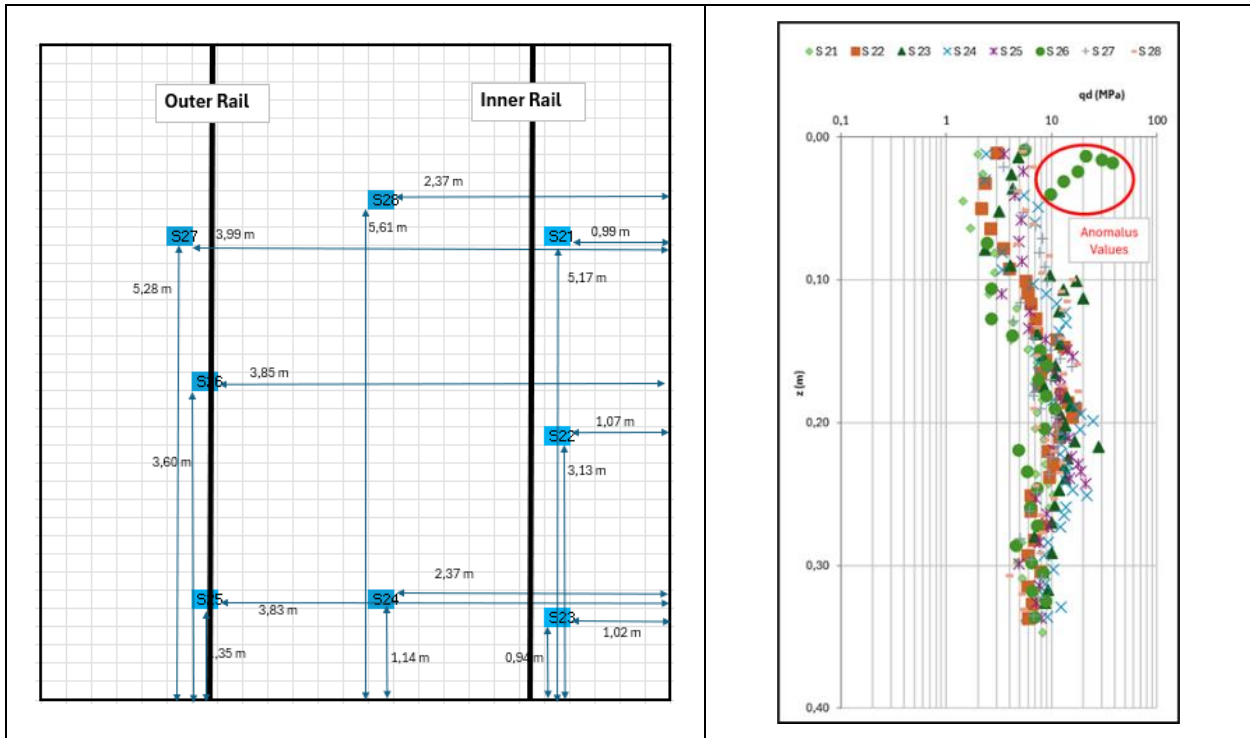 Outer Rail
Inner Rail
2,37 m
S28
5,61 m
S27
3,99 m
S21
0,99 m
5,28 m
5,17 m
S26
3,85 m
1,07 m
S22
3,60 m
3,13 m
2,37 m
S25
S24
3,83 m
S23
1,02 m
,35 m
1,14 m
0,94 m
S 21 S 22 S 23 S 24 S 25 S 26 S 27 S 28
qd (MPa)
0,1 1 10 100
0,00
Anomalus
Values
0,10
z (m)
0,20
0,30
0,40